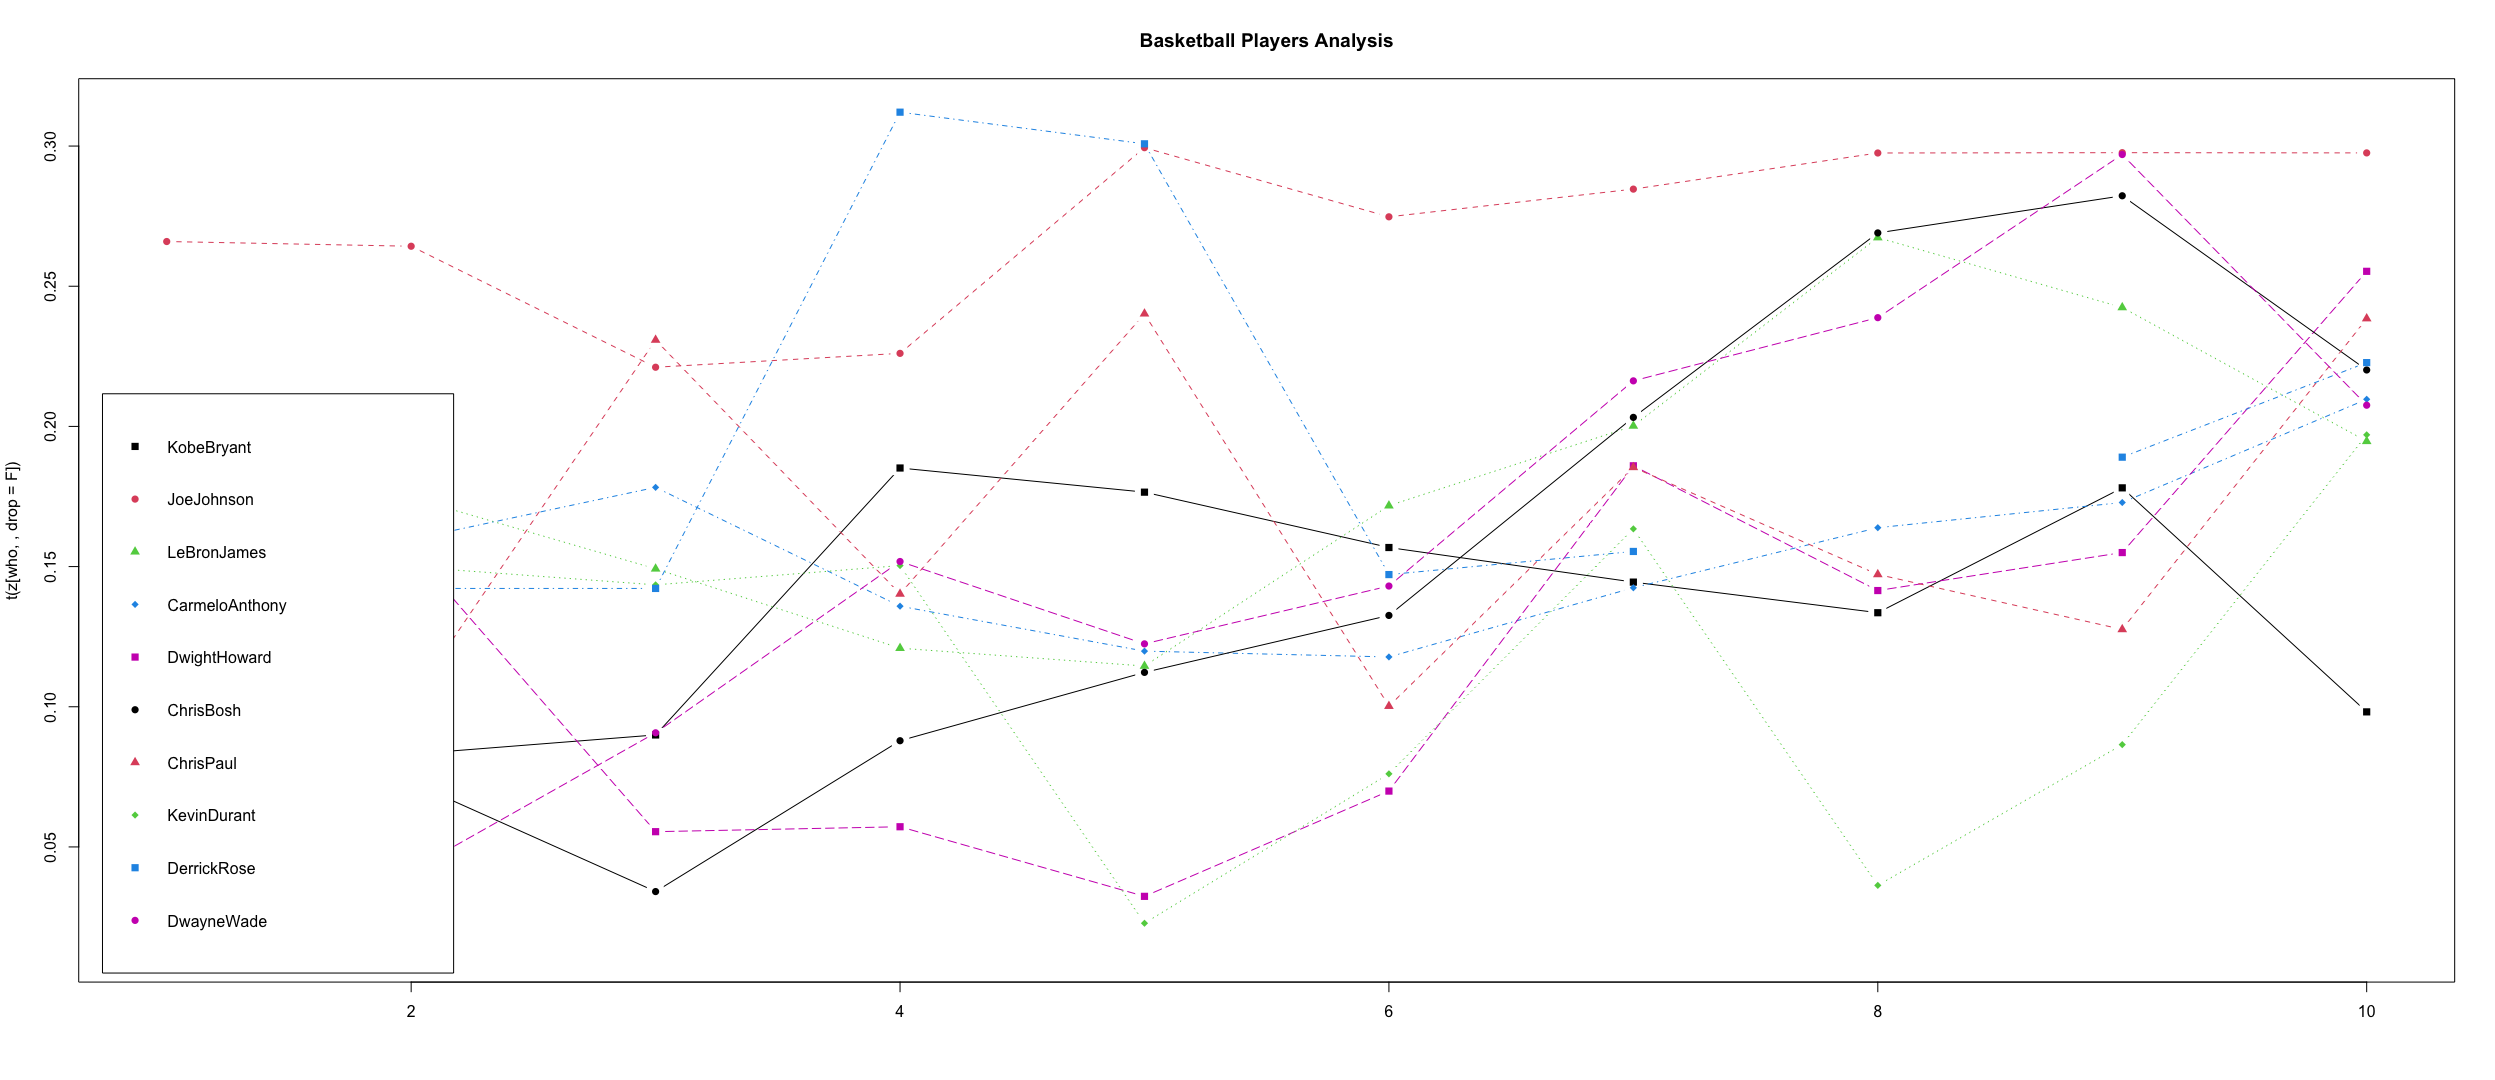 Basketball Players Analysis
t(z[who, , drop = F])
0.30
0.25
0.20
0.15
0.10
0.05
KobeBryant
JoeJohnson
LeBronJames
CarmeloAnthony
DwightHoward
ChrisBosh
ChrisPaul
KevinDurant
DerrickRose
DwayneWade
2 4 6 8 10